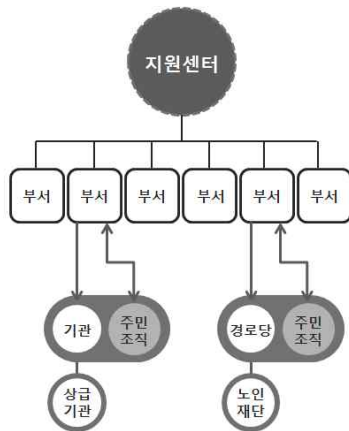 지원센터
부서 부서 부서 부서 부서 부서
기관 주민 조직 경로당 주민 조직
상급 기관 노인 재단